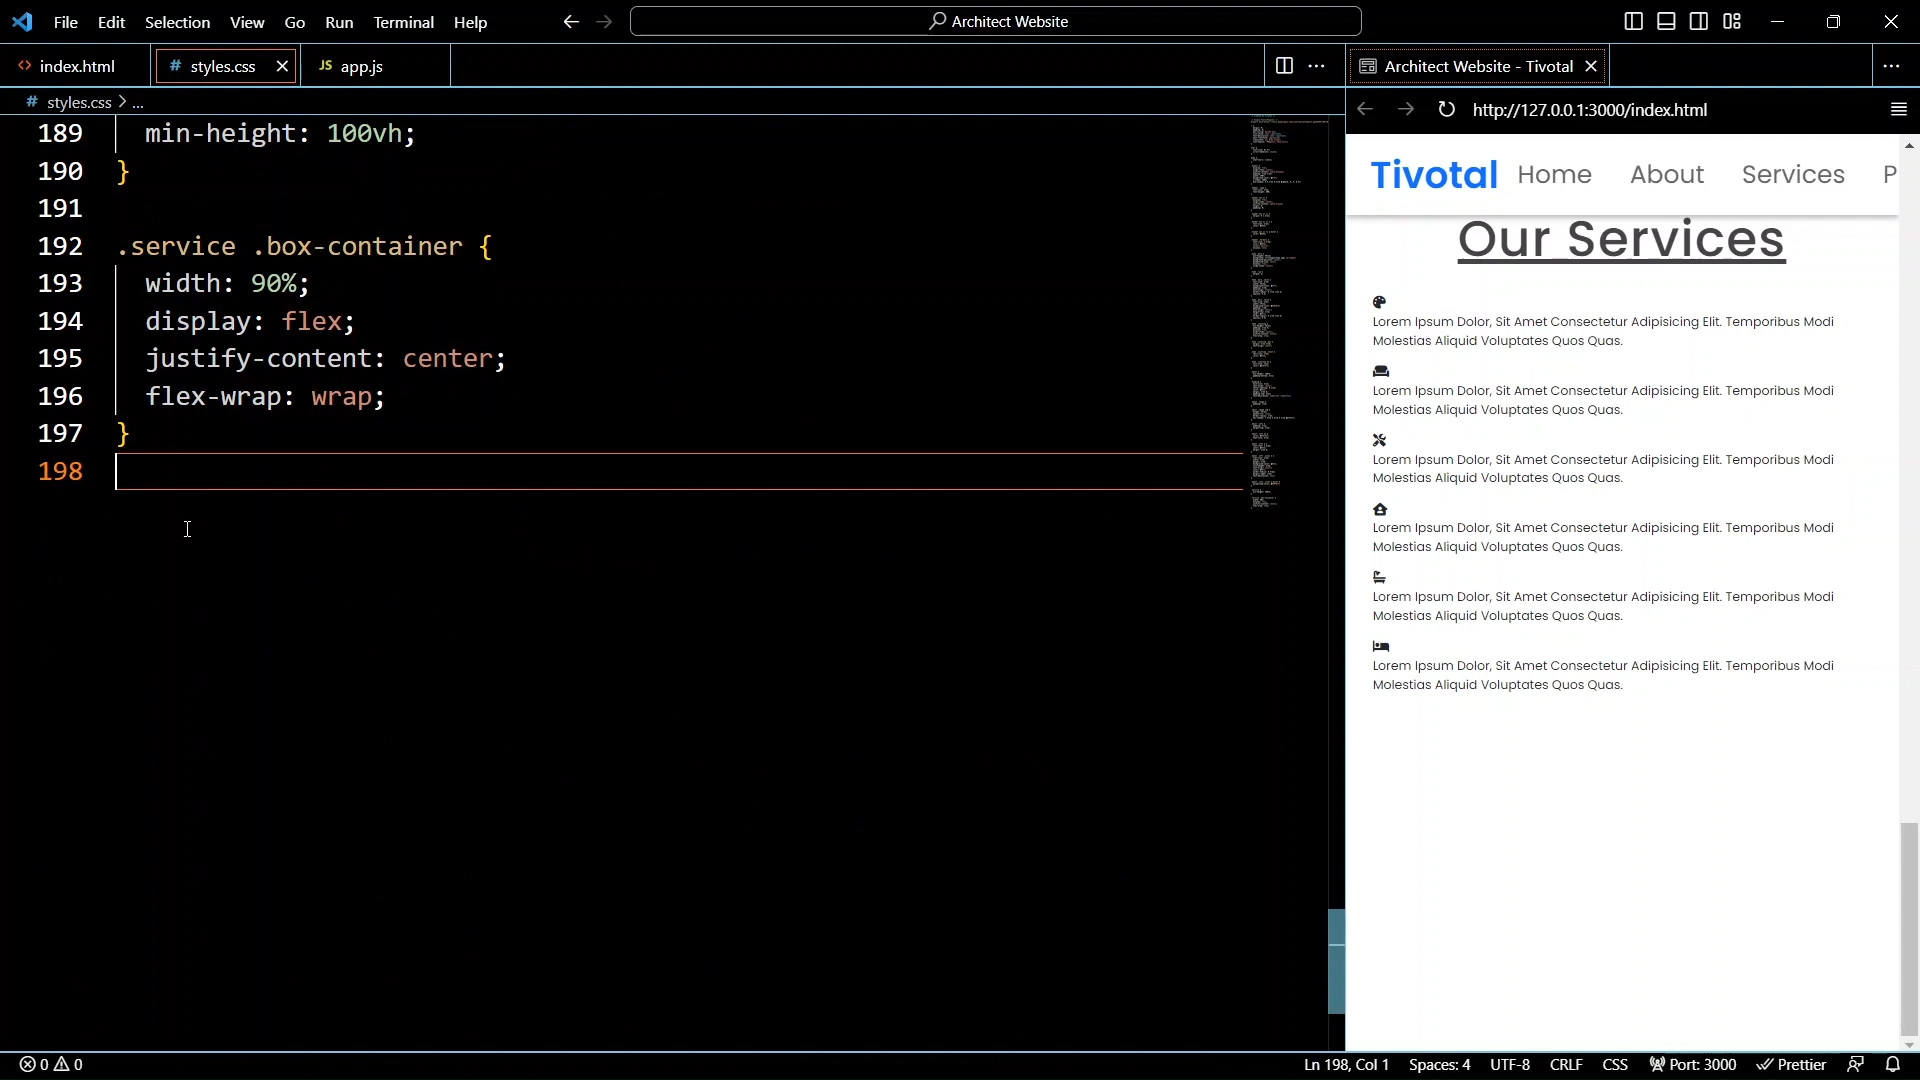 File Edit Selection View Go Run Terminal Help
Architect Website
<> index.html
# styles.css
JS app.js
Architect Website - Tivotal
# styles.css > ...
http://127.0.0.1:3000/index.html
189 min-height: 100vh;
190 }
191
192 .service .box-container {
193 width: 90%;
194 display: flex;
195 justify-content: center;
196 flex-wrap: wrap;
197 }
198
Tivotal Home About Services P
Our Services
Lorem Ipsum Dolor, Sit Amet Consectetur Adipisicing Elit. Temporibus Modi
Molestias Aliquid Voluptates Quos Quas.
Lorem Ipsum Dolor, Sit Amet Consectetur Adipisicing Elit. Temporibus Modi
Molestias Aliquid Voluptates Quos Quas.
Lorem Ipsum Dolor, Sit Amet Consectetur Adipisicing Elit. Temporibus Modi
Molestias Aliquid Voluptates Quos Quas.
Lorem Ipsum Dolor, Sit Amet Consectetur Adipisicing Elit. Temporibus Modi
Molestias Aliquid Voluptates Quos Quas.
Lorem Ipsum Dolor, Sit Amet Consectetur Adipisicing Elit. Temporibus Modi
Molestias Aliquid Voluptates Quos Quas.
Lorem Ipsum Dolor, Sit Amet Consectetur Adipisicing Elit. Temporibus Modi
Molestias Aliquid Voluptates Quos Quas.
0 0 Ln 198, Col 1 Spaces: 4 UTF-8 CRLF CSS Port: 3000 Prettier